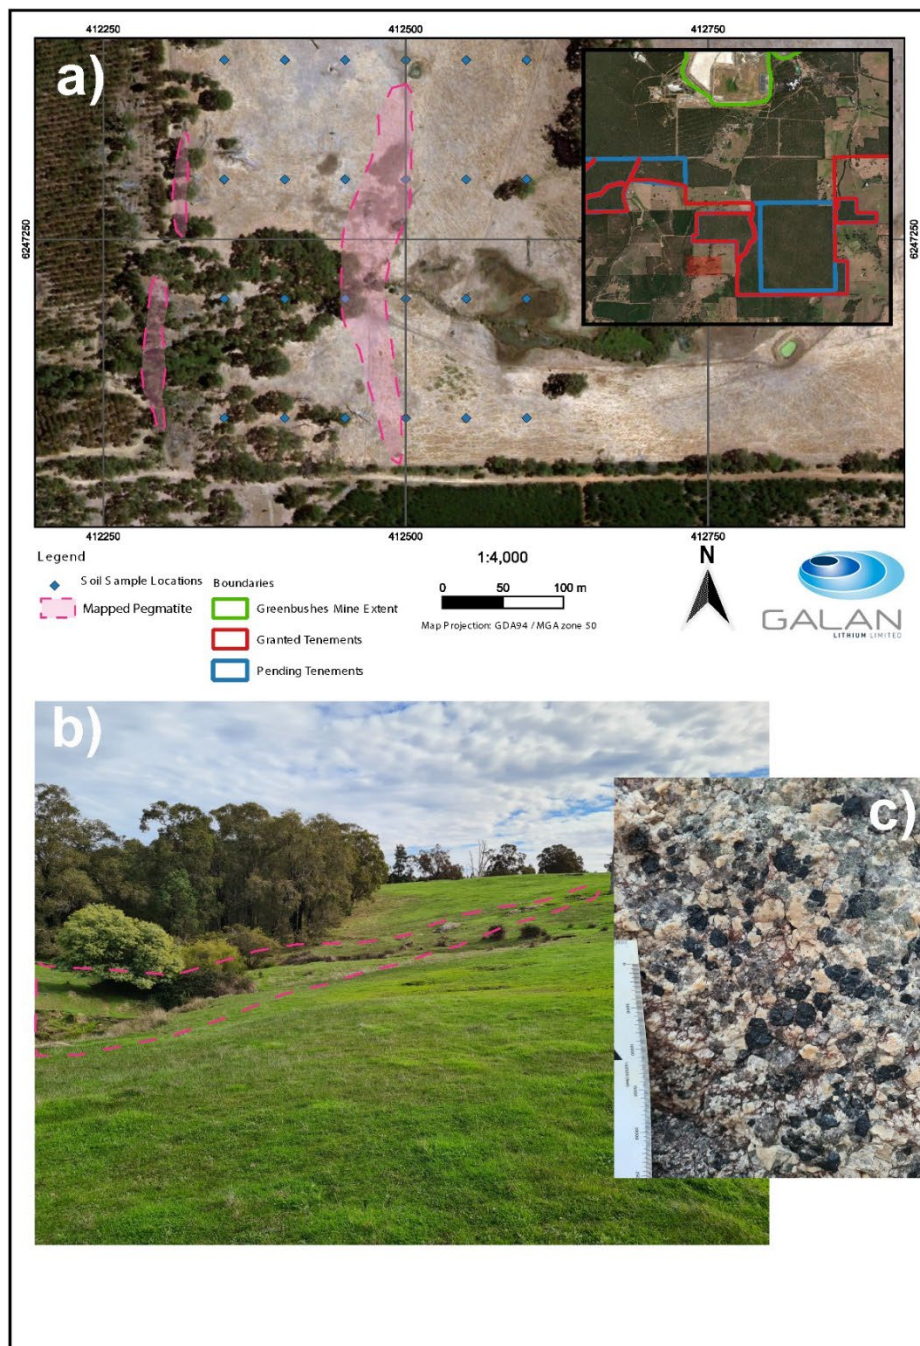 412250 412500 412750
a)
6247250 6247250
412250 412500 412750
Legend
Soil Sample Locations
Mapped Pegmatite
Boundaries
Greenbushes Mine Extent
Granted Tenements
Pending Tenements
1:4,000
0 50 100 m
Map Projection: GDA94 / MGA zone 50
N
GALAN
LITHIUM LIMITED
b)
c)